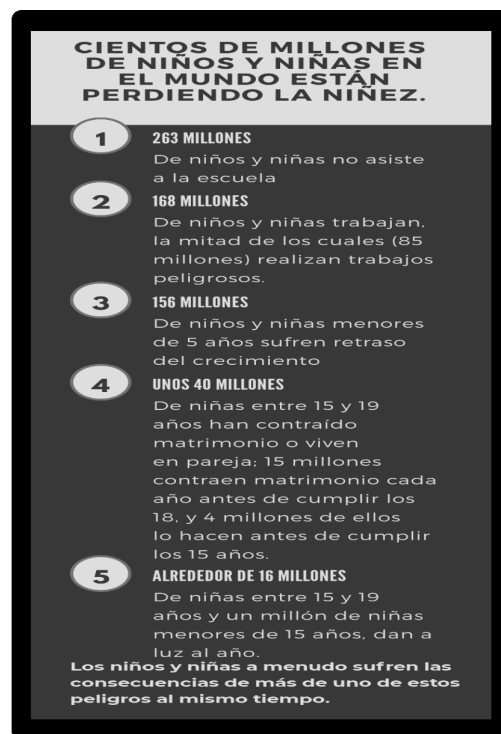 CIENTOS DE MILLONES
DE NIÑOS Y NIÑAS EN
EL MUNDO ESTÁN
PERDIENDO LA NIÑEZ.
1
263 MILLONES
De niños y niñas no asiste
a la escuela
2
168 MILLONES
De niños y niñas trabajan,
la mitad de los cuales (85
millones) realizan trabajos
peligrosos.
3
156 MILLONES
De niños y niñas menores
de 5 años sufren retraso
del crecimiento
4
UNOS 40 MILLONES
De niñas entre 15 y 19
años han contraído
matrimonio o viven
en pareja; 15 millones
contraen matrimonio cada
año antes de cumplir los
18, y 4 millones de ellos
lo hacen antes de cumplir
los 15 años.
5
ALREDEDOR DE 16 MILLONES
De niñas entre 15 y 19
años y un millón de niñas
menores de 15 años, dan a
luz al año.
Los niños y niñas a menudo sufren las
consecuencias de más de uno de estos
peligros al mismo tiempo.